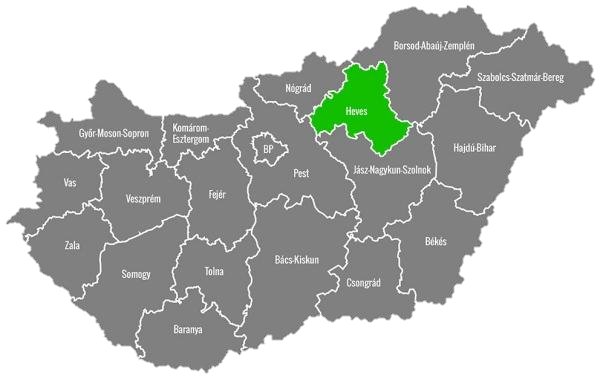 Borsod-Abaúj-Zemplén
Szabolcs-Szatmár-Bereg
Nógrád
Heves
Győr-Moson-Sopron
Komárom-
Esztergom
BP
Hajdú-Bihar
Pest
Jász-Nagykun-Szolnok
Vas
Veszprém
Fejér
Zala
Somogy
Tolna
Bács-Kiskun
Békés
Csongrád
Baranya